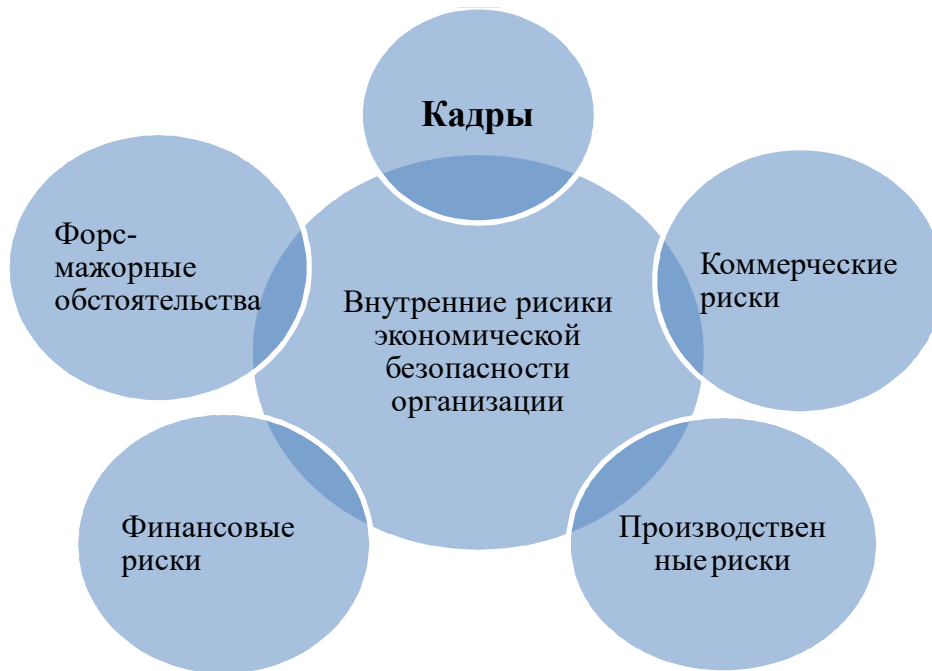 Кадры
Форс-
мажорные
обстоятельства
Коммерческие
риски
Внутренние рисики
экономической
безопасности
организации
Финансовые
риски
Производствен
ные риски